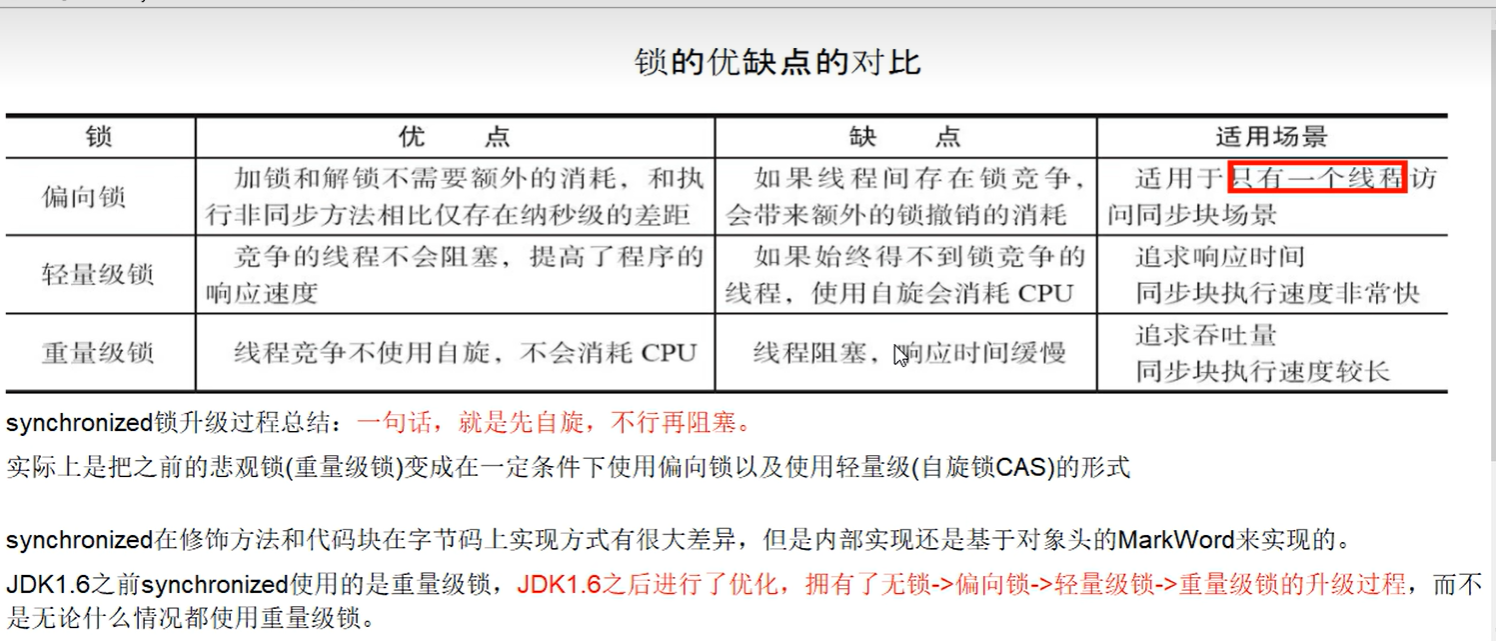 锁的优缺点的对比
锁 优 点 缺 点 适用场景
偏向锁
加锁和解锁不需要额外的消耗，和执
行非同步方法相比仅存在纳秒级的差距
如果线程间存在锁竞争，
会带来额外的锁撤销的消耗
适用于只有一个线程访
问同步块场景
轻量级锁
竞争的线程不会阻塞，提高了程序的
响应速度
如果始终得不到锁竞争的
线程，使用自旋会消耗 CPU
追求响应时间
同步块执行速度非常快
重量级锁
线程竞争不使用自旋，不会消耗 CPU
线程阻塞，响应时间缓慢
追求吞吐量
同步块执行速度较长
synchronized锁升级过程总结：一句话，就是先自旋，不行再阻塞。
实际上是把之前的悲观锁(重量级锁)变成在一定条件下使用偏向锁以及使用轻量级(自旋锁CAS)的形式
synchronized在修饰方法和代码块在字节码上实现方式有很大差异，但是内部实现还是基于对象头的MarkWord来实现的。
JDK1.6之前synchronized使用的是重量级锁，JDK1.6之后进行了优化，拥有了无锁->偏向锁->轻量级锁->重量级锁的升级过程，而不
是无论什么情况都使用重量级锁。